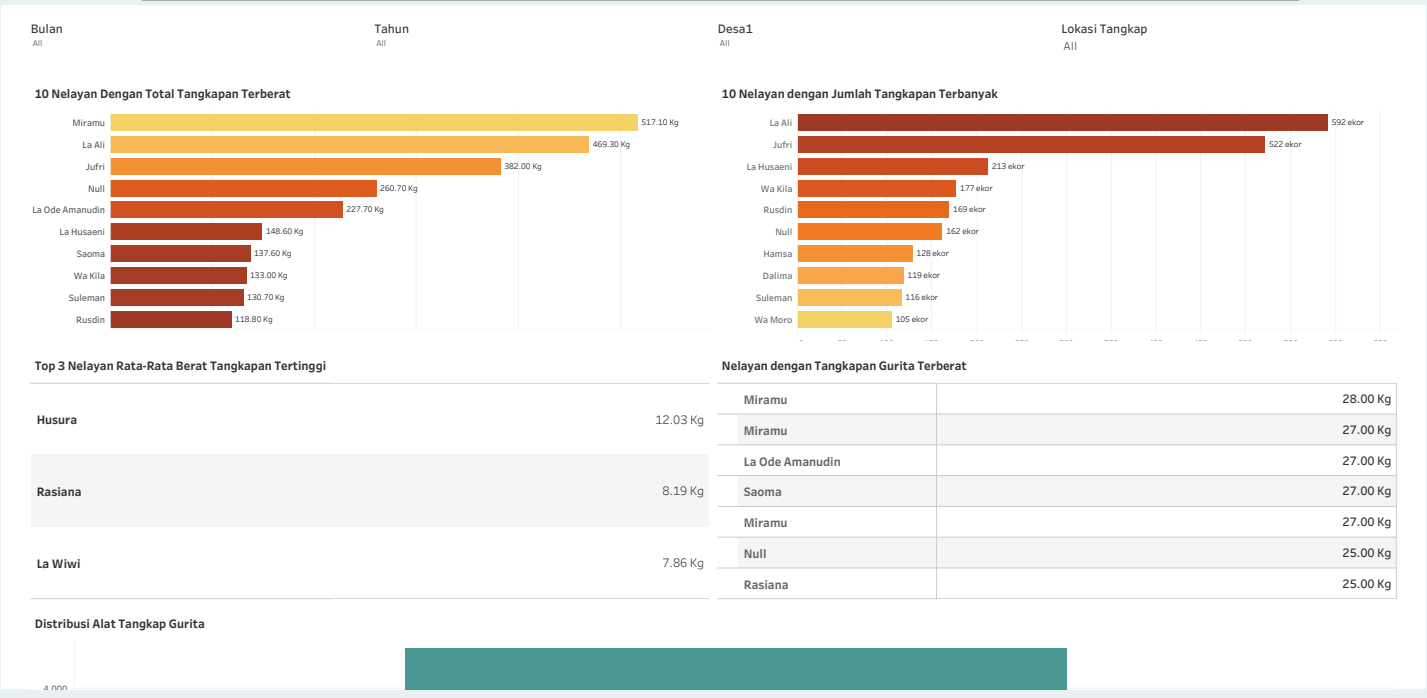 Bulan
All
Tahun
All
Desa1
All
Lokasi Tangkap
All
10 Nelayan Dengan Total Tangkapan Terberat
Miramu 517.10 Kg
La Ali 469.30 Kg
Jufri 382.00 Kg
Null 260.70 Kg
La Ode Amanudin 227.70 Kg
La Husaeni 148.60 Kg
Saoma 137.60 Kg
Wa Kila 133.00 Kg
Suleman 130.70 Kg
Rusdin 118.80 Kg
10 Nelayan dengan Jumlah Tangkapan Terbanyak
La Ali 592 ekor
Jufri 522 ekor
La Husaeni 213 ekor
Wa Kila 177 ekor
Rusdin 169 ekor
Null 162 ekor
Hamsa 128 ekor
Dalima 119 ekor
Suleman 116 ekor
Wa Moro 105 ekor
Top 3 Nelayan Rata-Rata Berat Tangkapan Tertinggi
Husura 12.03 Kg
Rasiana 8.19 Kg
La Wiwi 7.86 Kg
Nelayan dengan Tangkapan Gurita Terberat
Miramu 28.00 Kg
Miramu 27.00 Kg
La Ode Amanudin 27.00 Kg
Saoma 27.00 Kg
Miramu 27.00 Kg
Null 25.00 Kg
Rasiana 25.00 Kg
Distribusi Alat Tangkap Gurita
4,000